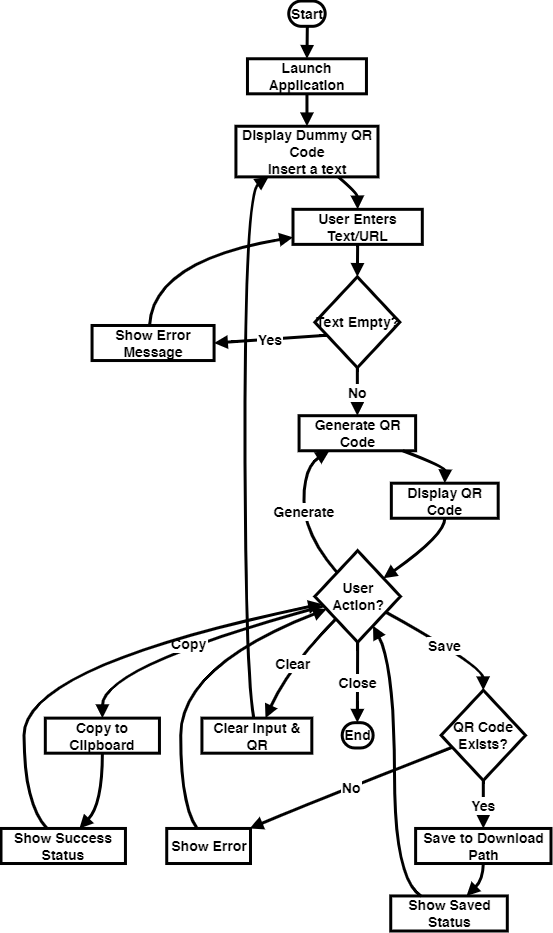 Start
Launch
Application
Display Dummy QR
Code
Insert a text
User Enters
Text/URL
Text Empty?
Show Error
Message
Yes
No
Generate QR
Code
Display QR
Code
Generate
User
Action?
Copy
Clear
Close
Save
Copy to
Clipboard
Clear Input &
QR
End
QR Code
Exists?
No
Yes
Show Success
Status
Show Error
Save to Download
Path
Show Saved
Status